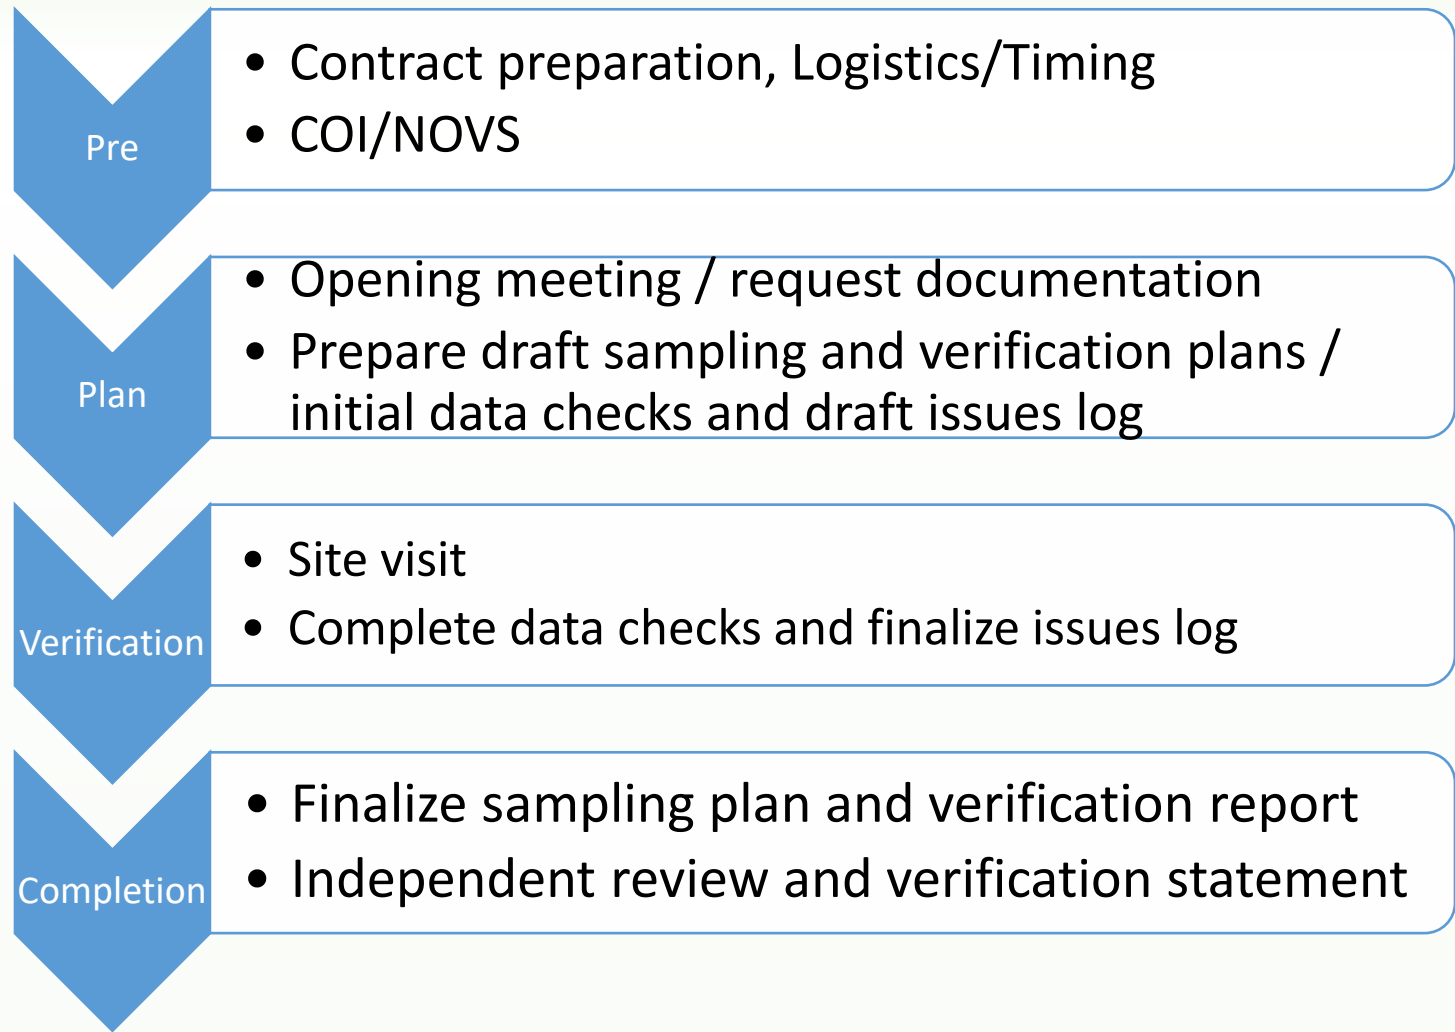 Pre
• Contract preparation, Logistics/Timing
• COI/NOVS
Plan
• Opening meeting / request documentation
• Prepare draft sampling and verification plans /
initial data checks and draft issues log
Verification
• Site visit
• Complete data checks and finalize issues log
Completion
• Finalize sampling plan and verification report
• Independent review and verification statement